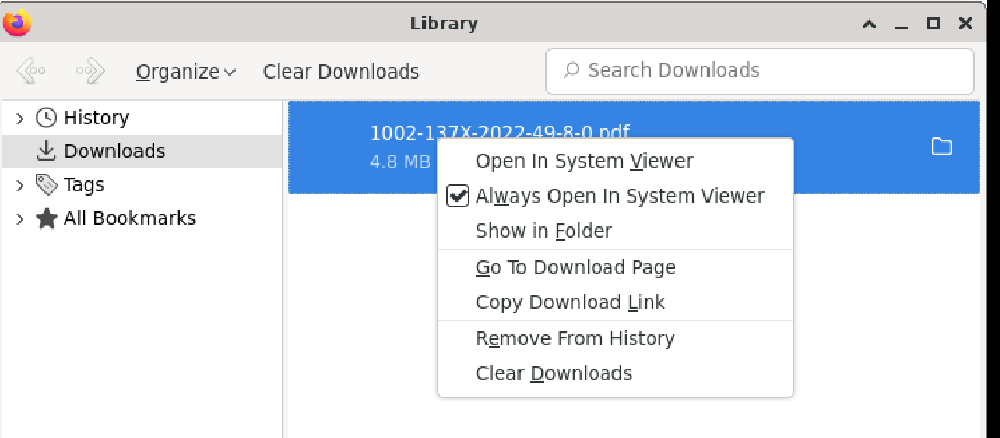 Library
Organize Clear Downloads Search Downloads
History
Downloads
Tags
All Bookmarks
1002-137X-2022-49-8-0.pdf
4.8 MB
Open In System Viewer
Always Open In System Viewer
Show in Folder
Go To Download Page
Copy Download Link
Remove From History
Clear Downloads